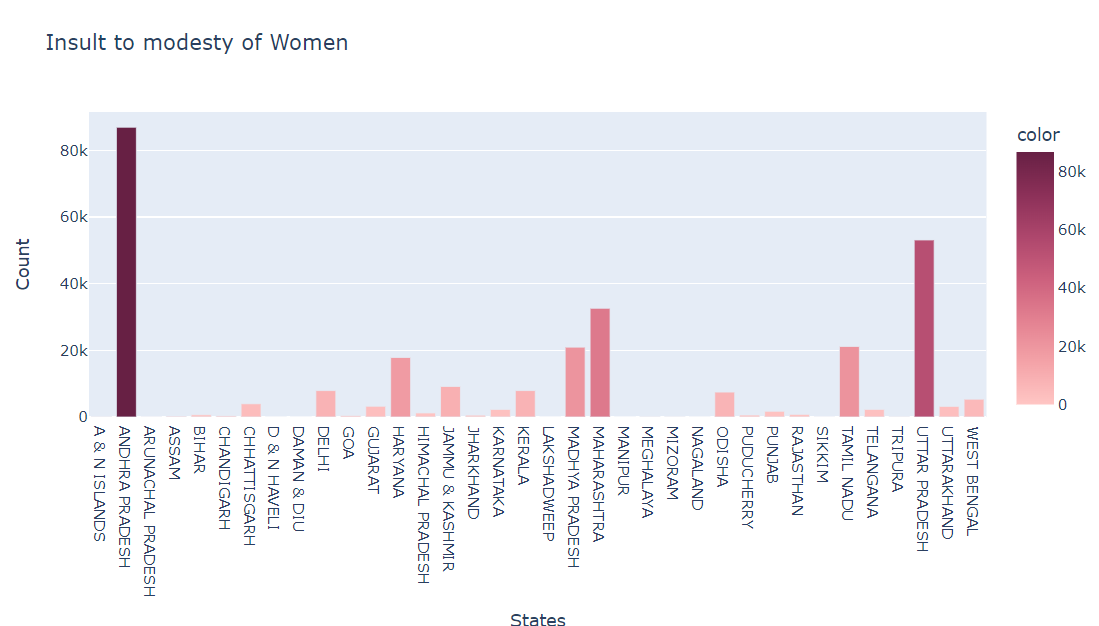 Insult to modesty of Women
color
80k
60k
40k
20k
0
Count
80k
60k
40k
20k
0
A & N ISLANDS
ANDHRA PRADESH
ARUNACHAL PRADESH
ASSAM
BIHAR
CHANDIGARH
CHHATTISGARH
D & N HAVELI
DAMAN & DIU
DELHI
GOA
GUJARAT
HARYANA
HIMACHAL PRADESH
JAMMU & KASHMIR
JHARKHAND
KARNATAKA
KERALA
LAKSHADWEEP
MADHYA PRADESH
MAHARASHTRA
MANIPUR
MEGHALAYA
MIZORAM
NAGALAND
ODISHA
PUDUCHERRY
PUNJAB
RAJASTHAN
SIKKIM
TAMIL NADU
TELANGANA
TRIPURA
UTTAR PRADESH
UTTARAKHAND
WEST BENGAL
States